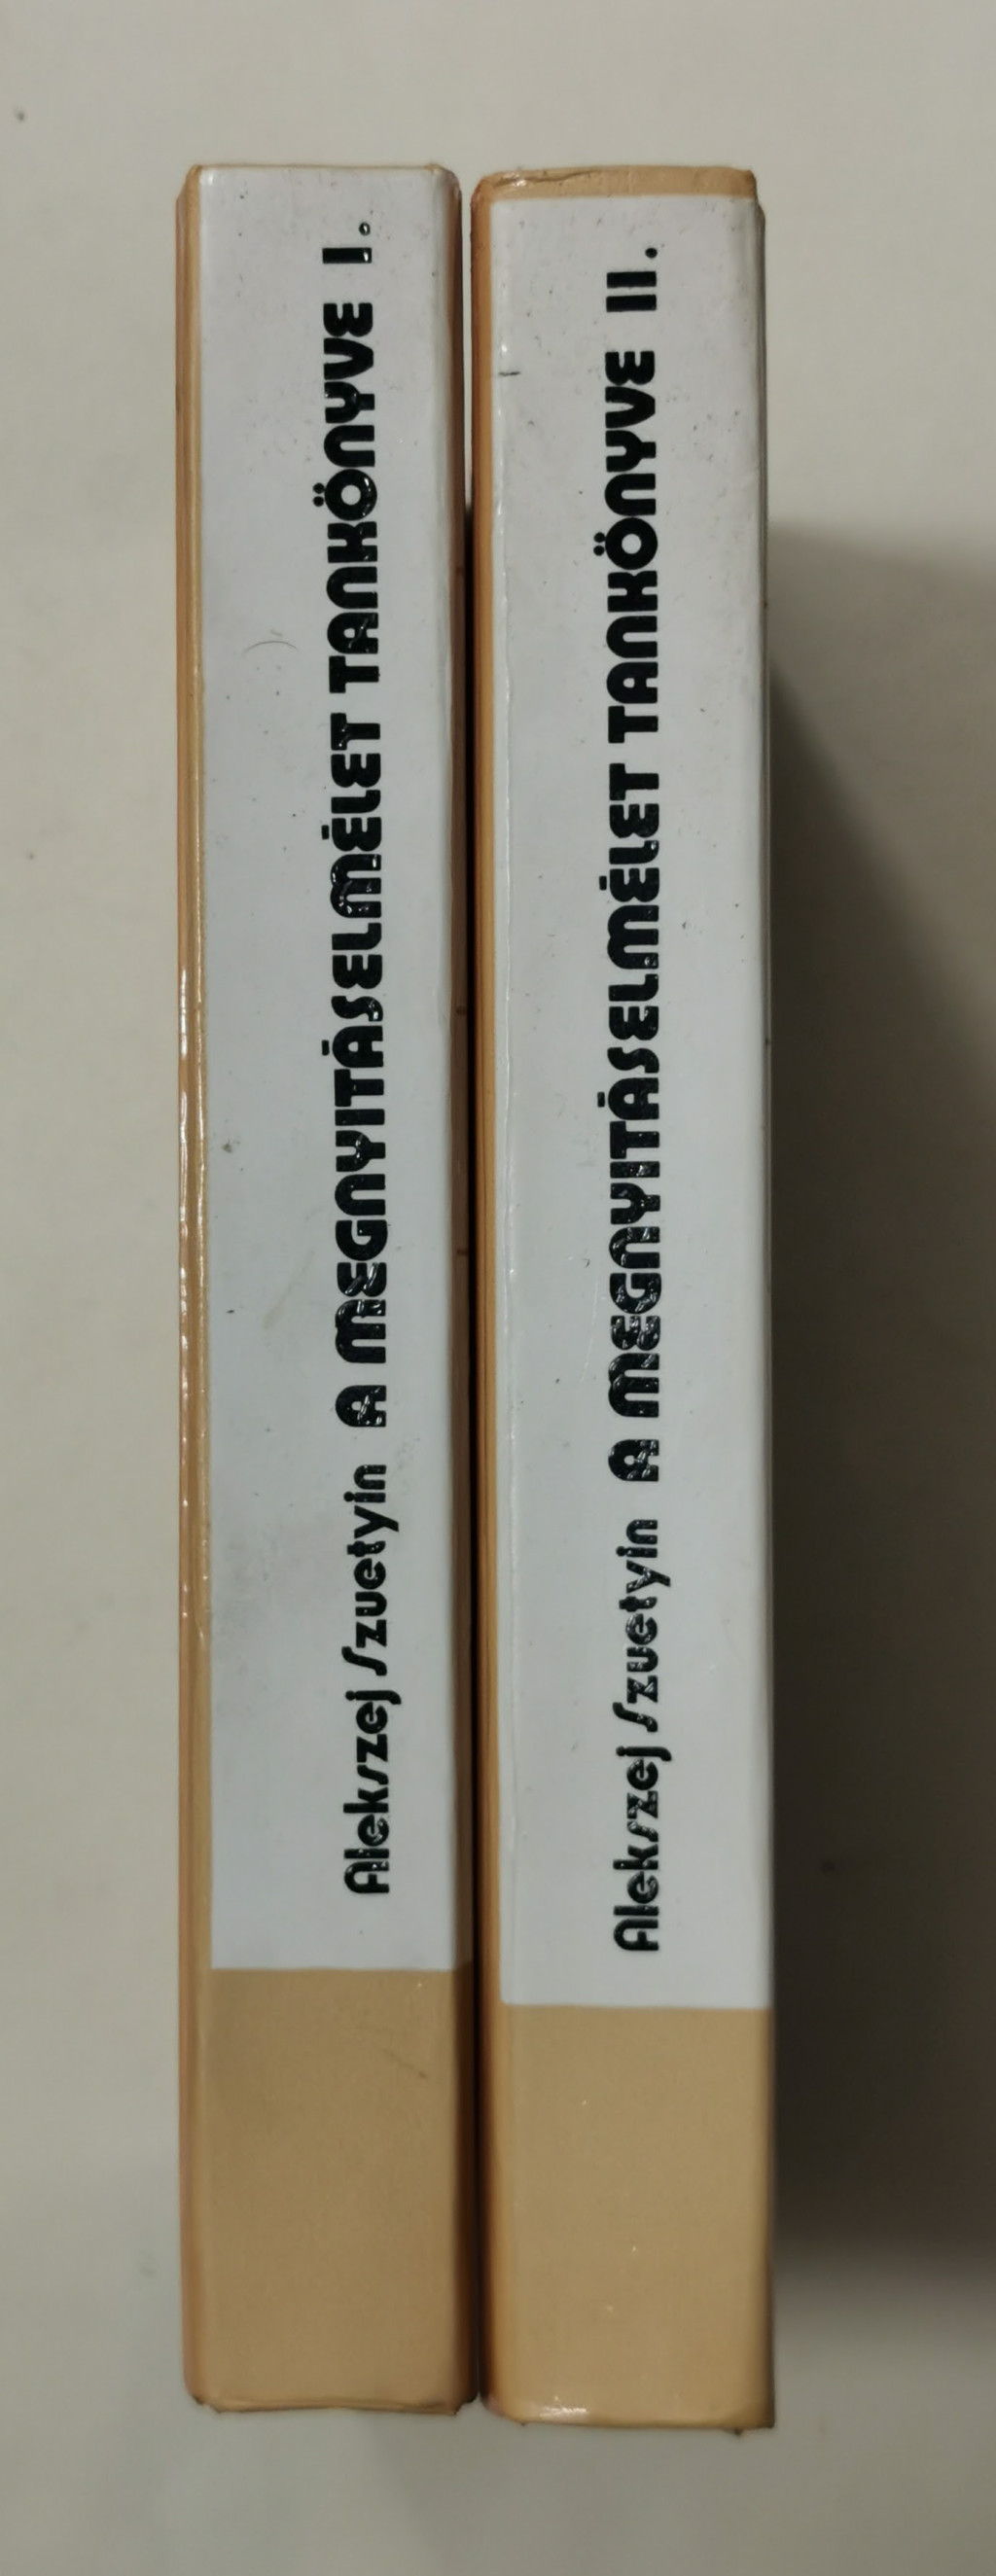 Alekszej Szuetyin A MEGNYITÁSELMÉLET TANKÖNYVE I.
Alekszej Szuetyin A MEGNYITÁSELMÉLET TANKÖNYVE II.